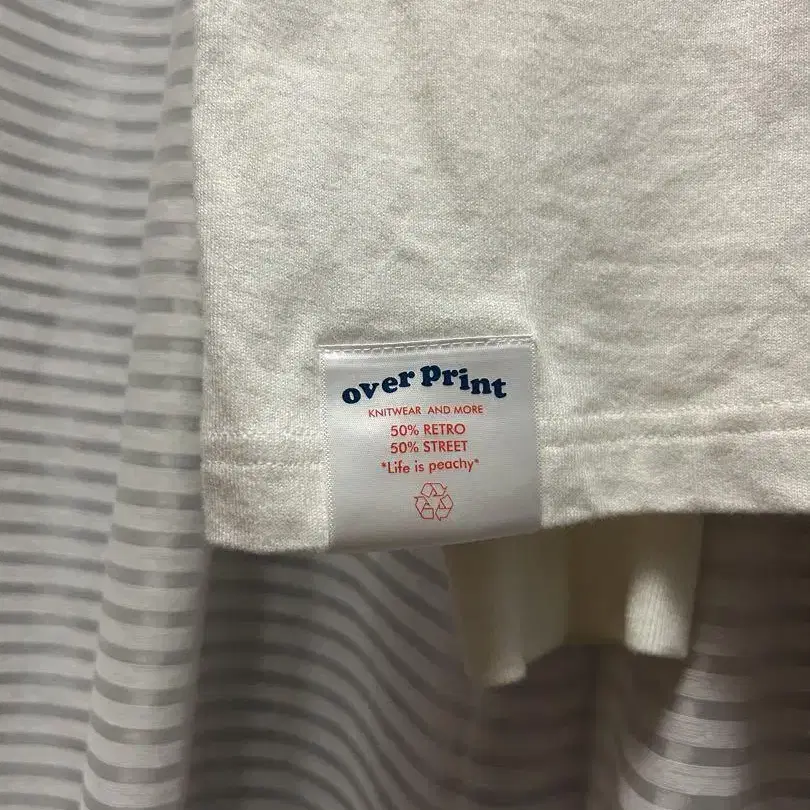 over print
KNITWEAR AND MORE
50% RETRO
50% STREET
*Life is peachy*